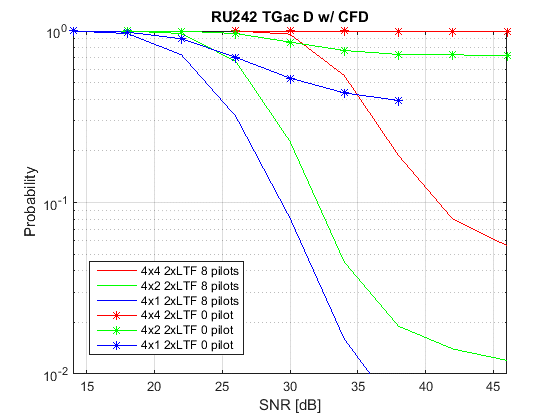 RU242 TGac D w/ CFD
10^0
10^-1
10^-2
Probability
4x4 2xLTF 8 pilots
4x2 2xLTF 8 pilots
4x1 2xLTF 8 pilots
4x4 2xLTF 0 pilot
4x2 2xLTF 0 pilot
4x1 2xLTF 0 pilot
15 20 25 30 35 40 45
SNR [dB]